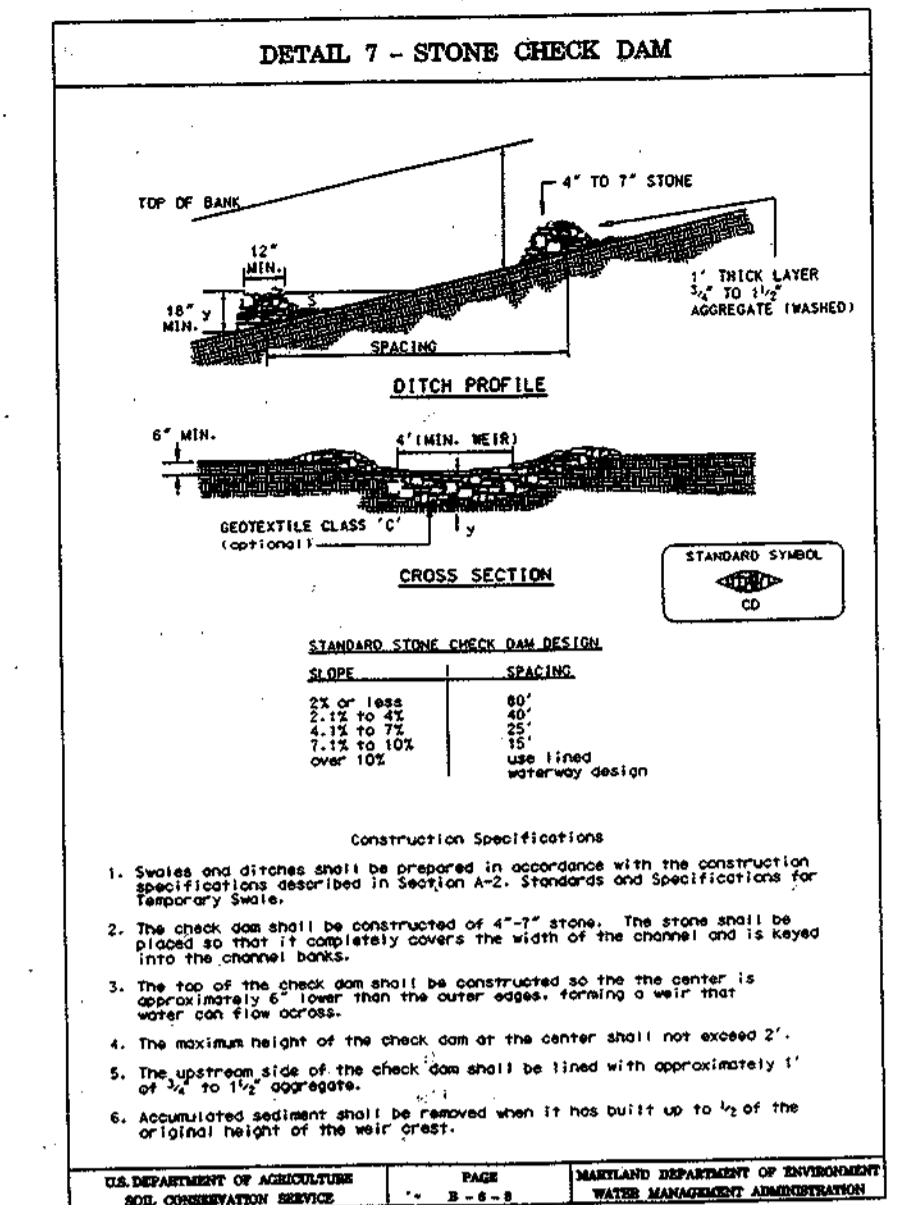 DETAIL 7 - STONE CHECK DAM
4" TO 7" STONE
TOP OF BANK
12"
MIN.
1' THICK LAYER
3/4" TO 1 1/2"
AGGREGATE (WASHED)
18" y
MIN.
S
SPACING
DITCH PROFILE
6" MIN.
4'(MIN. WEIR)
GEOTEXTILE CLASS 'C'
(optional)
y
CROSS SECTION
STANDARD SYMBOL
CD
STANDARD STONE CHECK DAM DESIGN
SLOPE SPACING
2% or less 80'
2.1% to 4% 40'
4.1% to 7% 25'
7.1% to 10% 15'
over 10% use lined
waterway design
Construction Specifications
1. Swales and ditches shall be prepared in accordance with the construction
specifications described in Section A-2. Standards and Specifications for
Temporary Swale.
2. The check dam shall be constructed of 4"-7" stone. The stone shall be
placed so that it completely covers the width of the channel and is keyed
into the channel banks.
3. The top of the check dam shall be constructed so the the center is
approximately 6" lower than the outer edges, forming a weir that
water can flow across.
4. The maximum height of the check dam at the center shall not exceed 2'.
5. The upstream side of the check dam shall be lined with approximately 1'
of 3/4" to 1 1/2" aggregate.
6. Accumulated sediment shall be removed when it has built up to 1/2 of the
original height of the weir crest.
U.S. DEPARTMENT OF AGRICULTURE
SOIL CONSERVATION SERVICE
PAGE
B - 6 - 8
MARYLAND DEPARTMENT OF ENVIRONMENT
WATER MANAGEMENT ADMINISTRATION